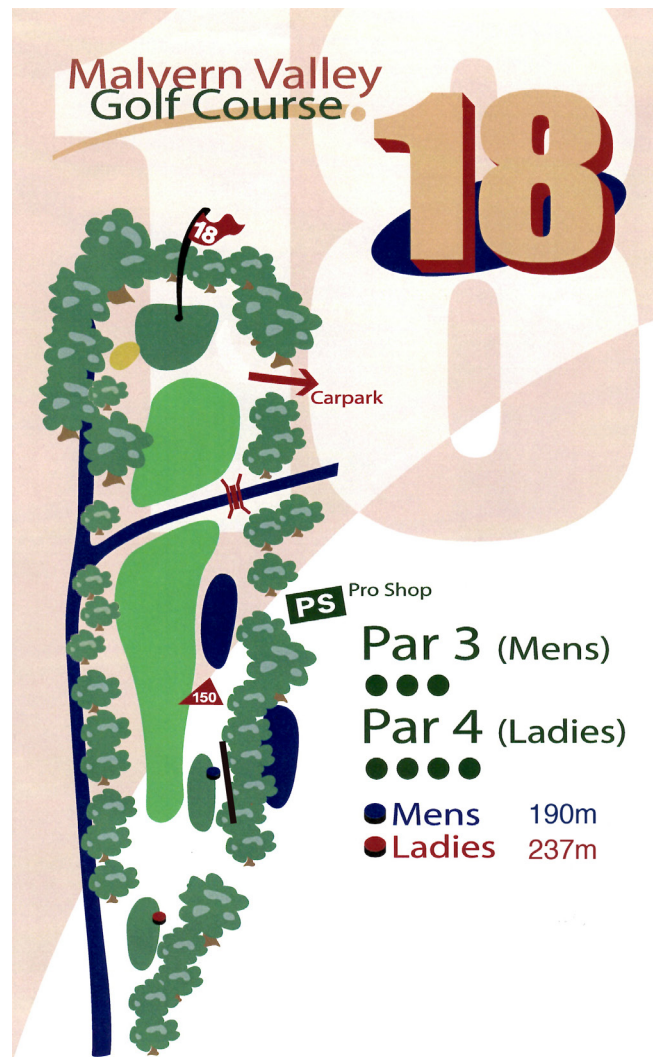 Malvern Valley
Golf Course
18
18
18
Carpark
PS Pro Shop
Par 3 (Mens)
150
Par 4 (Ladies)
Mens 190m
Ladies 237m